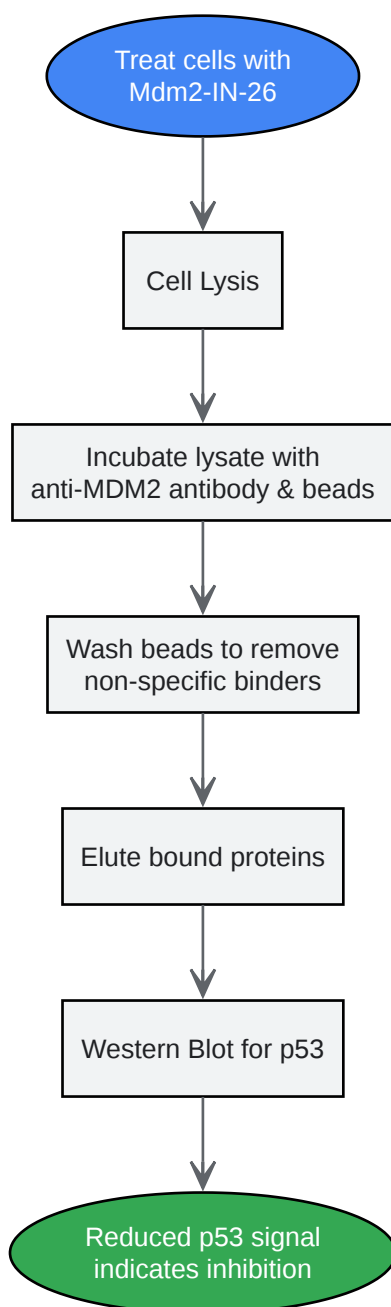 Treat cells with
Mdm2-IN-26
Cell Lysis
Incubate lysate with
anti-MDM2 antibody & beads
Wash beads to remove
non-specific binders
Elute bound proteins
Western Blot for p53
Reduced p53 signal
indicates inhibition